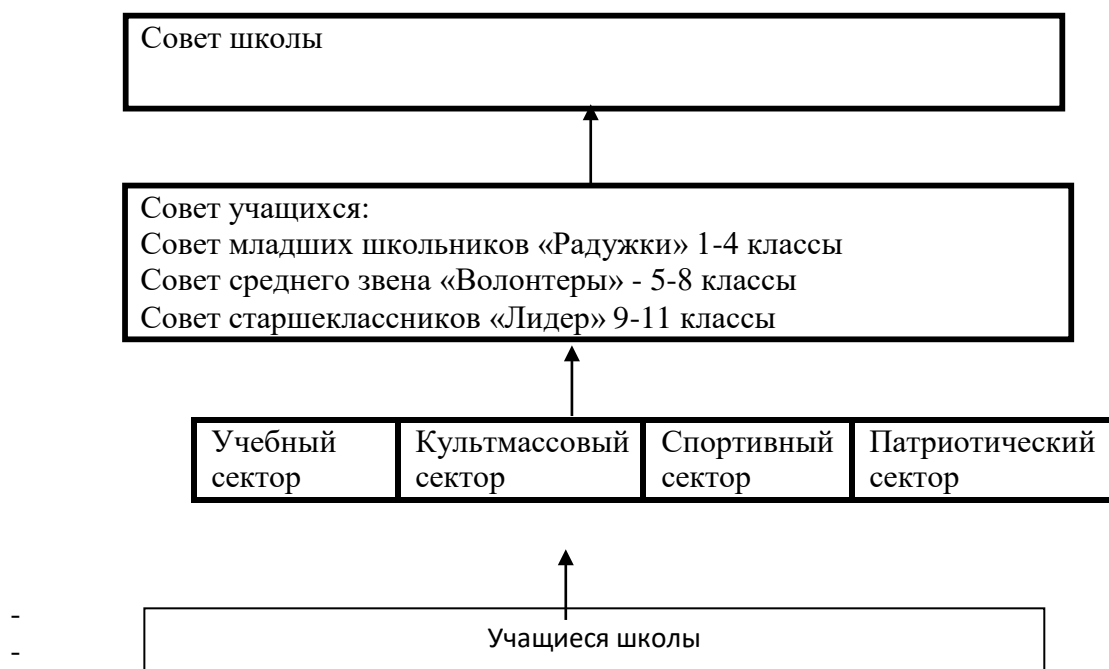 Совет школы
Совет учащихся:
Совет младших школьников «Радужки» 1-4 классы
Совет среднего звена «Волонтеры» - 5-8 классы
Совет старшеклассников «Лидер» 9-11 классы
Учебный сектор
Культмассовый сектор
Спортивный сектор
Патриотический сектор
-
Учащиеся школы
-